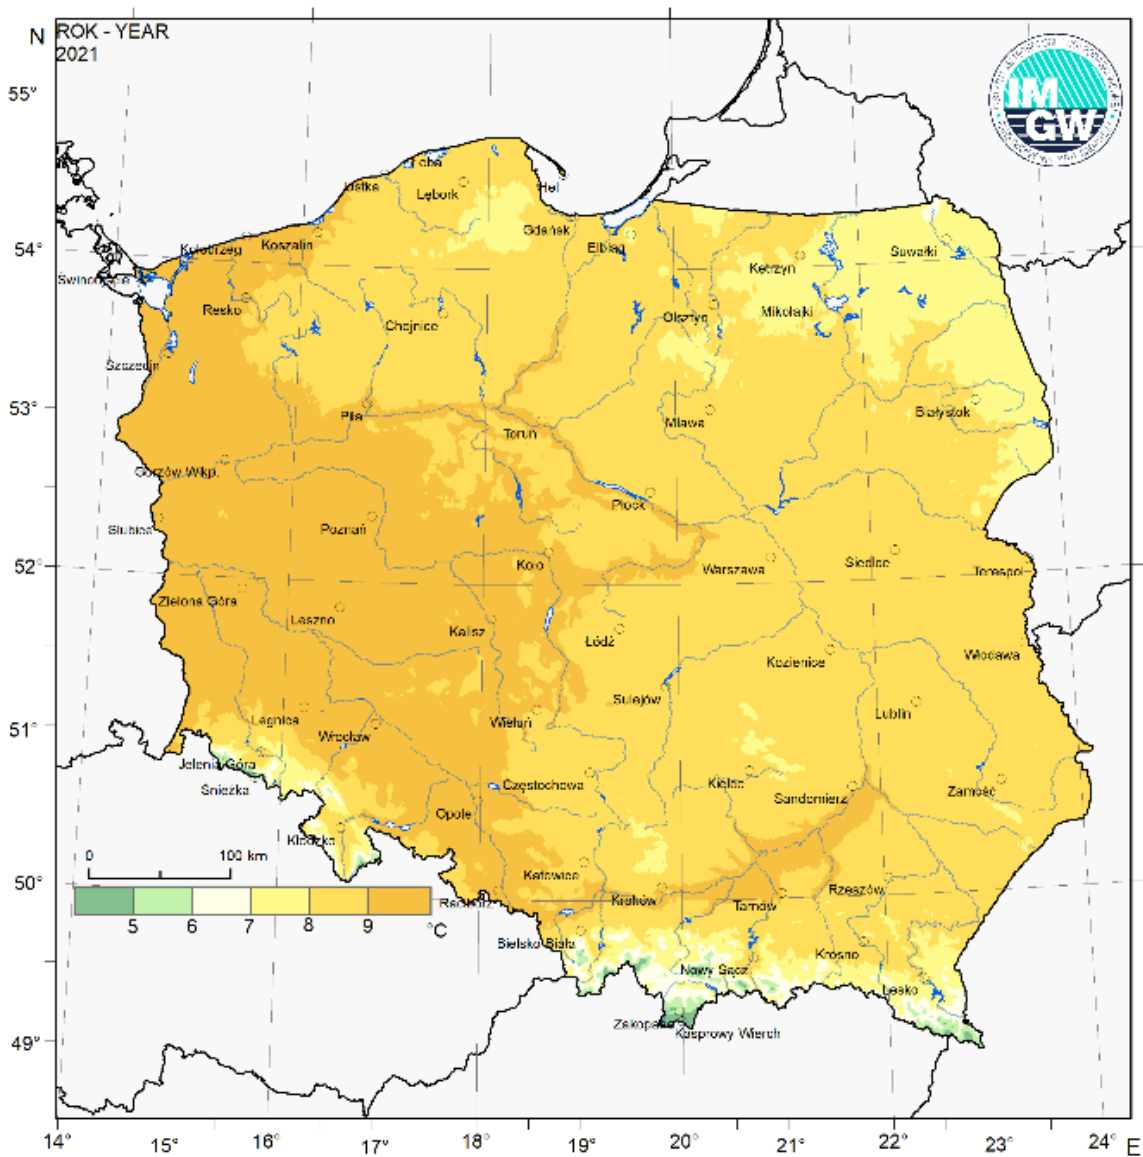 N
ROK - YEAR
2021
IM
GW
55°
Łeba
Ustka
Lębork
Hel
Gdańsk
Elbląg
54°
Kołobrzeg
Koszalin
Kętrzyn
Suwałki
Świnoujście
Resko
Chojnice
Olsztyn
Mikołajki
Szczecin
53°
Piła
Toruń
Mława
Białystok
Gorzów Wlkp.
Słubice
Poznań
Płock
52°
Koło
Warszawa
Siedlce
Terespol
Zielona Góra
Leszno
Kalisz
Łódź
Kozienice
Włodawa
Sulejów
51°
Legnica
Wrocław
Wieluń
Lublin
Jelenia Góra
Śnieżka
Częstochowa
Kielce
Sandomierz
Zamość
Opole
Kłodzko
0
100 km
50°
Katowice
Kraków
Tarnów
Rzeszów
Racibórz
5
6
7
8
9
°C
Bielsko Biała
Nowy Sącz
Krosno
Lesko
Zakopane
Kasprowy Wierch
49°
14°
15°
16°
17°
18°
19°
20°
21°
22°
23°
24°
E